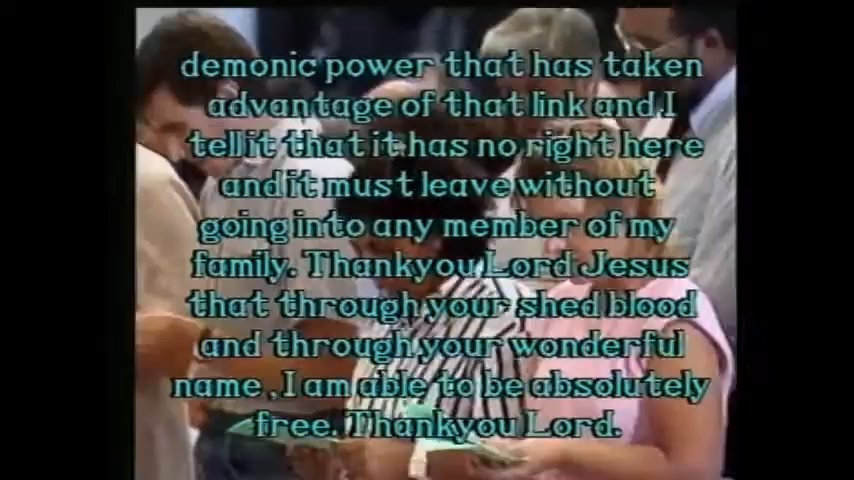 demonic power that has taken
advantage of that link and I
tell it that it has no right here
and it must leave without
going into any member of my
family. Thankyou Lord Jesus
that through your shed blood
and through your wonderful
name, I am able to be absolutely
free. Thankyou Lord.